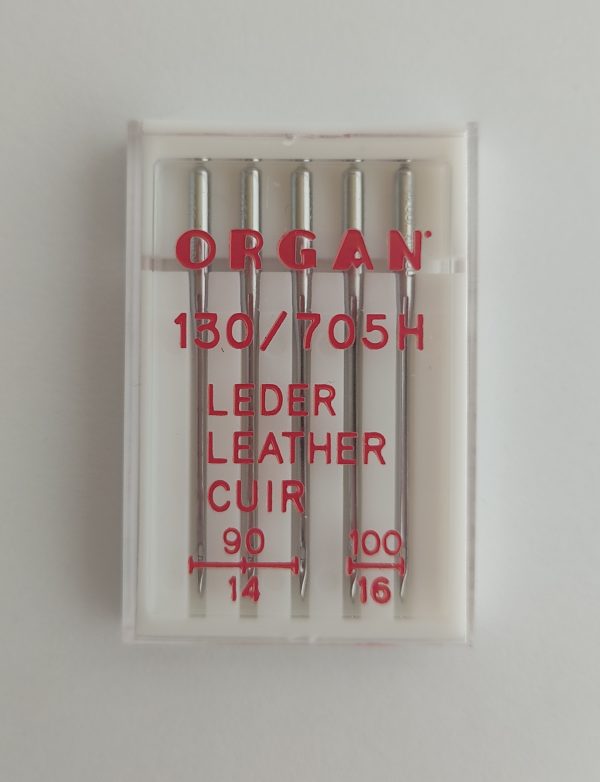 ORGAN
130/705H
LEDER
LEATHER
CUIR
90 100
14 16